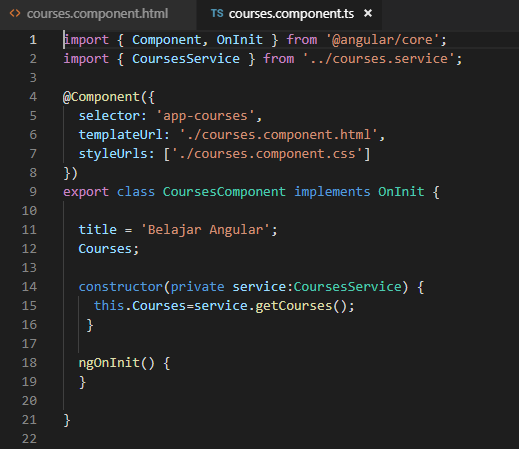 courses.component.html TS courses.component.ts ×
1 import { Component, OnInit } from '@angular/core';
2 import { CoursesService } from '../courses.service';
3
4 @Component({
5 selector: 'app-courses',
6 templateUrl: './courses.component.html',
7 styleUrls: ['./courses.component.css']
8 })
9 export class CoursesComponent implements OnInit {
10
11 title = 'Belajar Angular';
12 Courses;
13
14 constructor(private service:CoursesService) {
15 this.Courses=service.getCourses();
16 }
17
18 ngOnInit() {
19 }
20
21 }
22